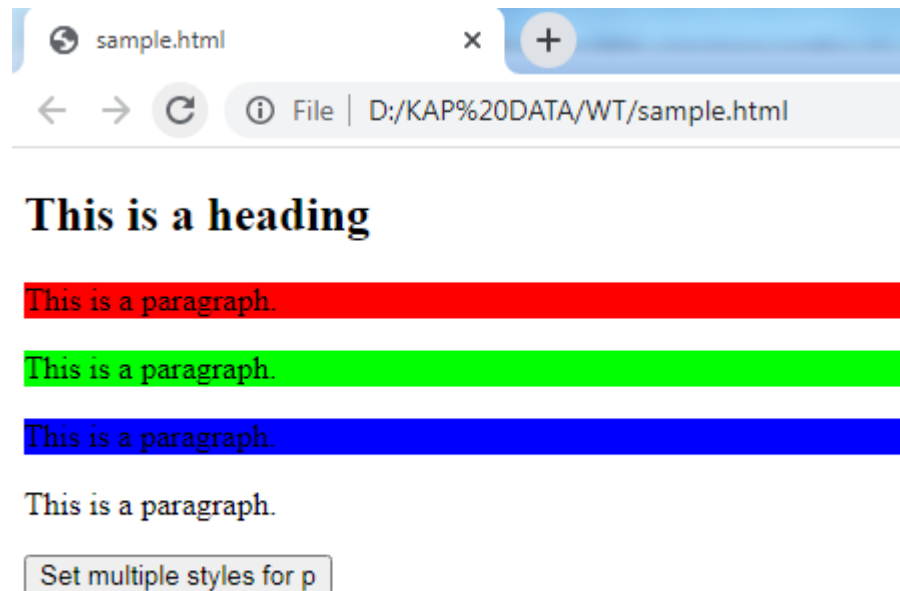 sample.html
File | D:/KAP%20DATA/WT/sample.html
This is a heading
This is a paragraph.
This is a paragraph.
This is a paragraph.
This is a paragraph.
Set multiple styles for p